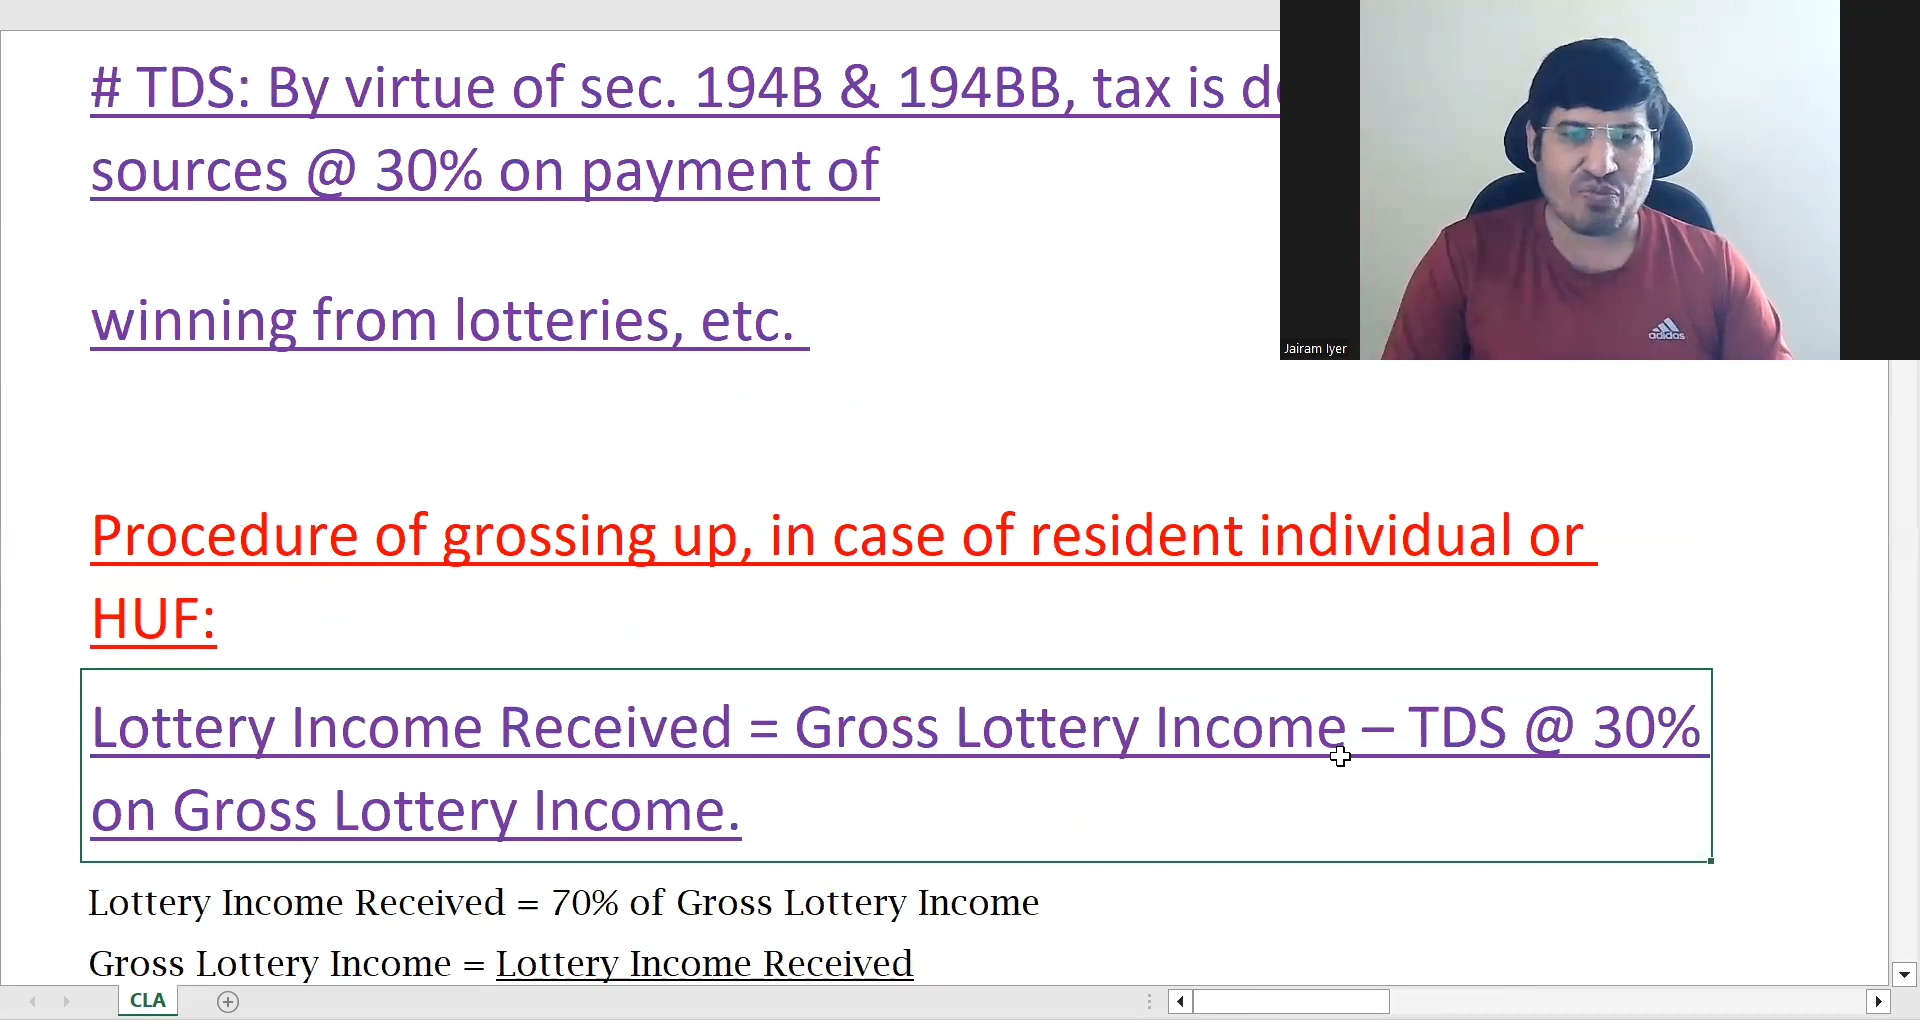 # TDS: By virtue of sec. 194B & 194BB, tax is
sources @ 30% on payment of
winning from lotteries, etc.
adidas
Jairam Iyer
Procedure of grossing up, in case of resident individual or
HUF:
Lottery Income Received = Gross Lottery Income – TDS @ 30%
on Gross Lottery Income.
Lottery Income Received = 70% of Gross Lottery Income
Gross Lottery Income = Lottery Income Received
CLA